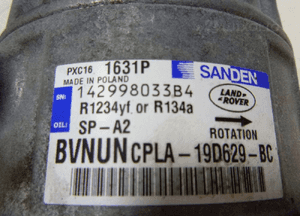 PXC16 1631P
MADE IN POLAND
SANDEN
SN: 142998033B4
R1234yf or R134a
LAND ROVER
OIL: SP-A2
ROTATION
BVNUN CPLA-19D629-BC